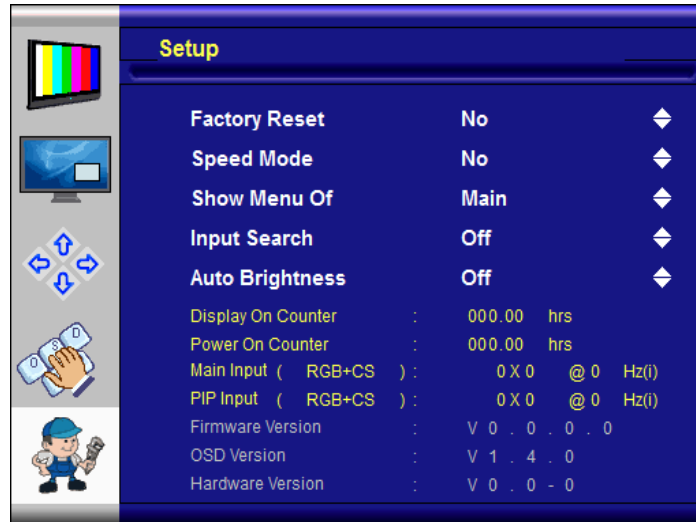 Setup
Factory Reset No
Speed Mode No
Show Menu Of Main
Input Search Off
Auto Brightness Off
Display On Counter : 000.00 hrs
Power On Counter : 000.00 hrs
Main Input ( RGB+CS ) : 0 X 0 @ 0 Hz(i)
PIP Input ( RGB+CS ) : 0 X 0 @ 0 Hz(i)
Firmware Version : V 0 . 0 . 0 . 0
OSD Version : V 1 . 4 . 0
Hardware Version : V 0 . 0 - 0
O S D